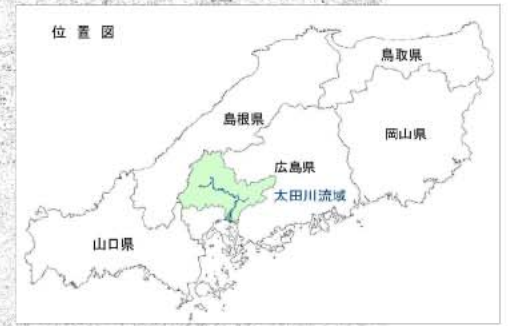 位置図
鳥取県
島根県
岡山県
広島県
太田川流域
山口県